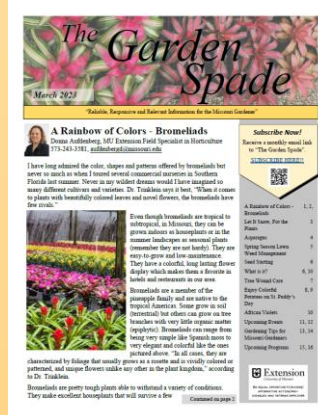 The
Garden
Spade
March 2023
"Reliable, Responsive and Relevant Information for the Missouri Gardener"
A Rainbow of Colors - Bromeliads
Donna Aufdenberg, MU Extension Field Specialist in Horticulture
573-243-3581, aufdenbergd@missouri.edu
I have long admired the color, shapes and patterns offered by bromeliads but
never so much as when I toured several commercial nurseries in Southern
Florida last summer. Never in my wildest dreams would I have imagined so
many different cultivars and varieties. Dr. Trinklein says it best, "When it comes
to plants with beautifully colored leaves and novel flowers, the bromeliads have
few rivals."
Even though bromeliads are tropical to
subtropical, in Missouri, they can be
grown indoors as houseplants or in the
summer landscapes as seasonal plants
(remember they are not hardy). They are
easy-to-grow and low-maintenance.
They have a colorful, long lasting flower
display which makes them a favorite in
hotels and restaurants in our area.
Bromeliads are a member of the
pineapple family and are native to the
tropical Americas. Some grow in soil
(terrestrial) but others can grow on tree
branches with very little organic matter
(epiphytic). Bromeliads can range from
being very simple like Spanish moss to
very elegant and colorful like the ones
pictured above. "In all cases, they are
characterized by foliage that usually grows as a rosette and is vividly colored or
patterned, and unique flowers unlike any other in the plant kingdom," according
to Dr. Trinklein.
Bromeliads are pretty tough plants able to withstand a variety of conditions.
They make excellent houseplants that will survive a few
Continued on page 2
Subscribe Now!
Receive a monthly email link
to "The Garden Spade".
SUBSCRIBE HERE!!
A Rainbow of Colors - 1, 2,
Bromeliads
Let It Snow, For the 3
Plants
Asparagus 4
Spring Season Lawn 5
Weed Management
Seed Starting 6
What is it? 6, 10
Tree Wound Care 7
Enjoy Colorful 8, 9
Potatoes on St. Paddy's
Day
African Violets 10
Upcoming Events 11, 12
Gardening Tips for 13, 14
Missouri Gardeners
Upcoming Programs 15, 16
Extension
University of Missouri